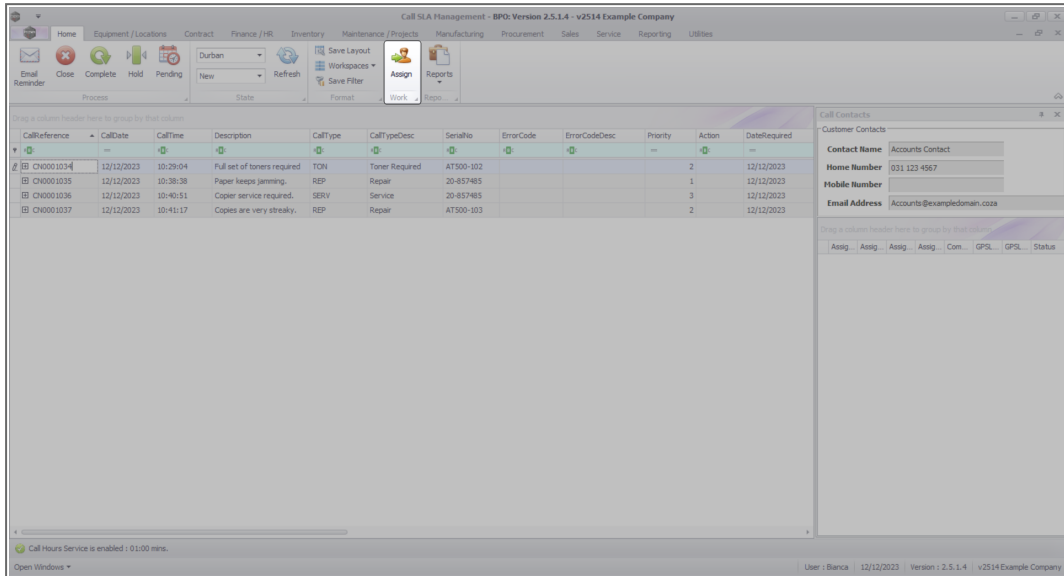 Call SLA Management - BPO: Version 2.5.1.4 - v2514 Example Company
Home Equipment / Locations Contract Finance / HR Inventory Maintenance / Projects Manufacturing Procurement Sales Service Reporting Utilities
Email Reminder Close Complete Hold Pending
Durban
New
Refresh
Save Layout
Workspaces
Save Filter
Assign
Reports
Process State Format Work Repo...
Drag a column header here to group by that column
CallReference CallDate CallTime Description CallType CallTypeDesc SerialNo ErrorCode ErrorCodeDesc Priority Action DateRequired
CN0001034 12/12/2023 10:29:04 Full set of toners required TON Toner Required AT500-102 2 12/12/2023
CN0001035 12/12/2023 10:38:38 Paper keeps jamming. REP Repair 20-857485 1 12/12/2023
CN0001036 12/12/2023 10:40:51 Copier service required. SERV Service 20-857485 3 12/12/2023
CN0001037 12/12/2023 10:41:17 Copies are very streaky. REP Repair AT500-103 2 12/12/2023
Call Contacts
Customer Contacts
Contact Name Accounts Contact
Home Number 031 123 4567
Mobile Number
Email Address Accounts@exampledomain.coza
Drag a column header here to group by that column
Assig... Assig... Assig... Assig... Com... GPSL... GPSL... Status
Call Hours Service is enabled : 01:00 mins.
Open Windows
User : Bianca 12/12/2023 Version : 2.5.1.4 v2514 Example Company